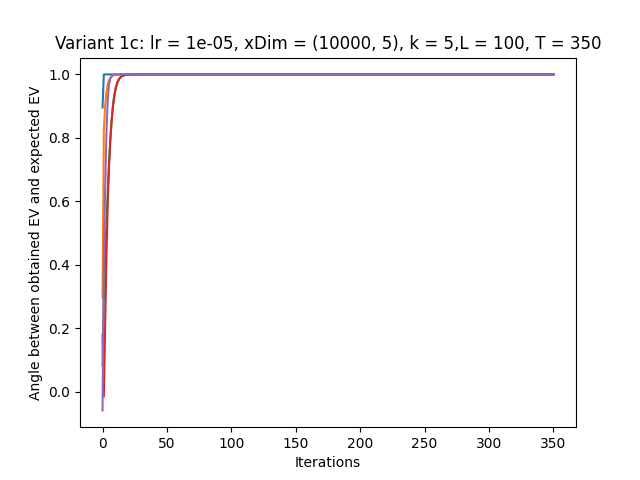 Variant 1c: lr = 1e-05, xDim = (10000, 5), k = 5,L = 100, T = 350
Angle between obtained EV and expected EV
1.0
0.8
0.6
0.4
0.2
0.0
0 50 100 150 200 250 300 350
Iterations